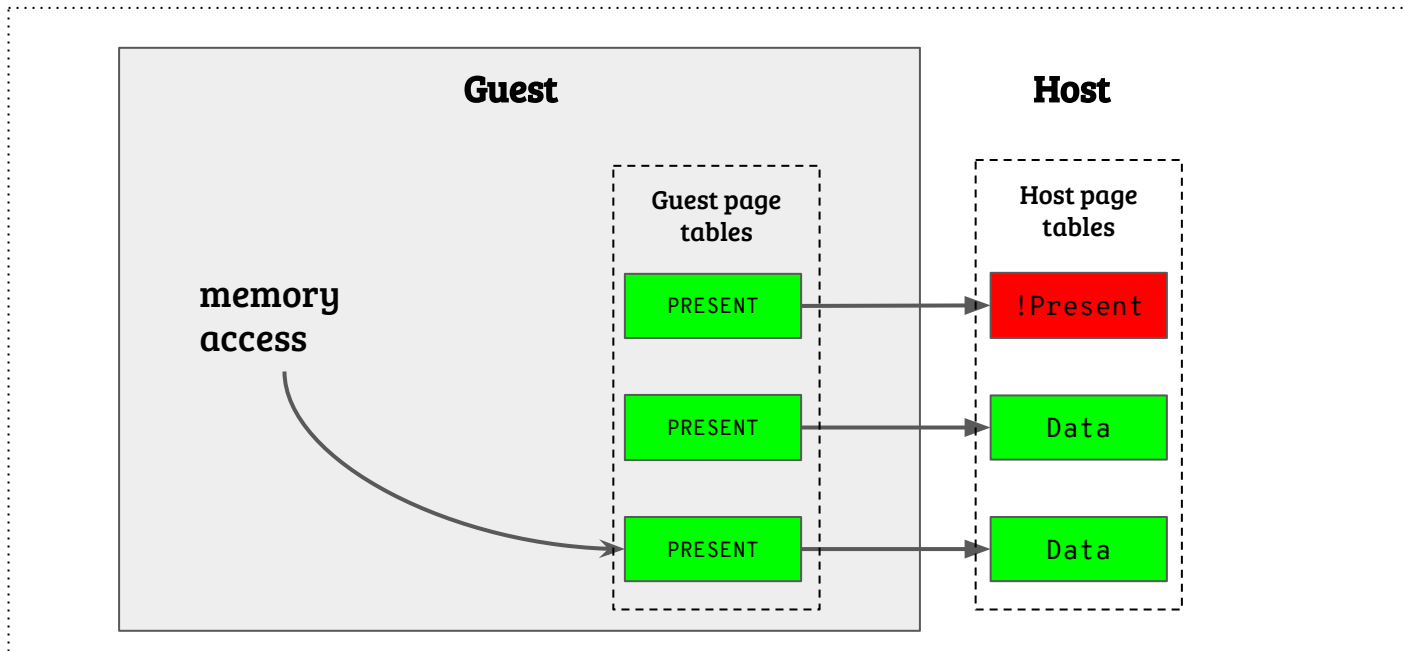 Guest
Host
Guest page
tables
Host page
tables
memory
access
PRESENT
!Present
PRESENT
Data
PRESENT
Data